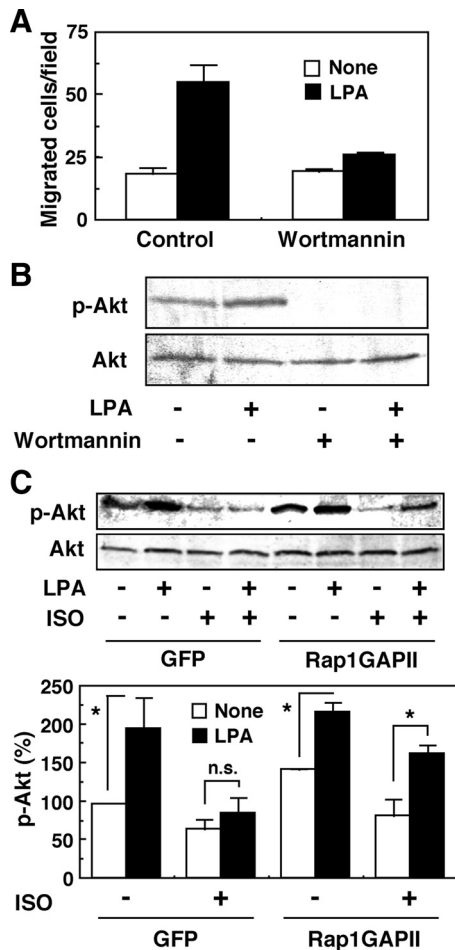 A
Migrated cells/field
75
50
25
0
None
LPA
Control Wortmannin
B
p-Akt
Akt
LPA - + - +
Wortmannin - - + +
C
p-Akt
Akt
LPA - + - + - + - +
ISO - - + + - - + +
GFP Rap1GAPII
p-Akt (%)
250
200
150
100
50
0
* None * *
LPA
n.s.
ISO - + - +
GFP Rap1GAPII